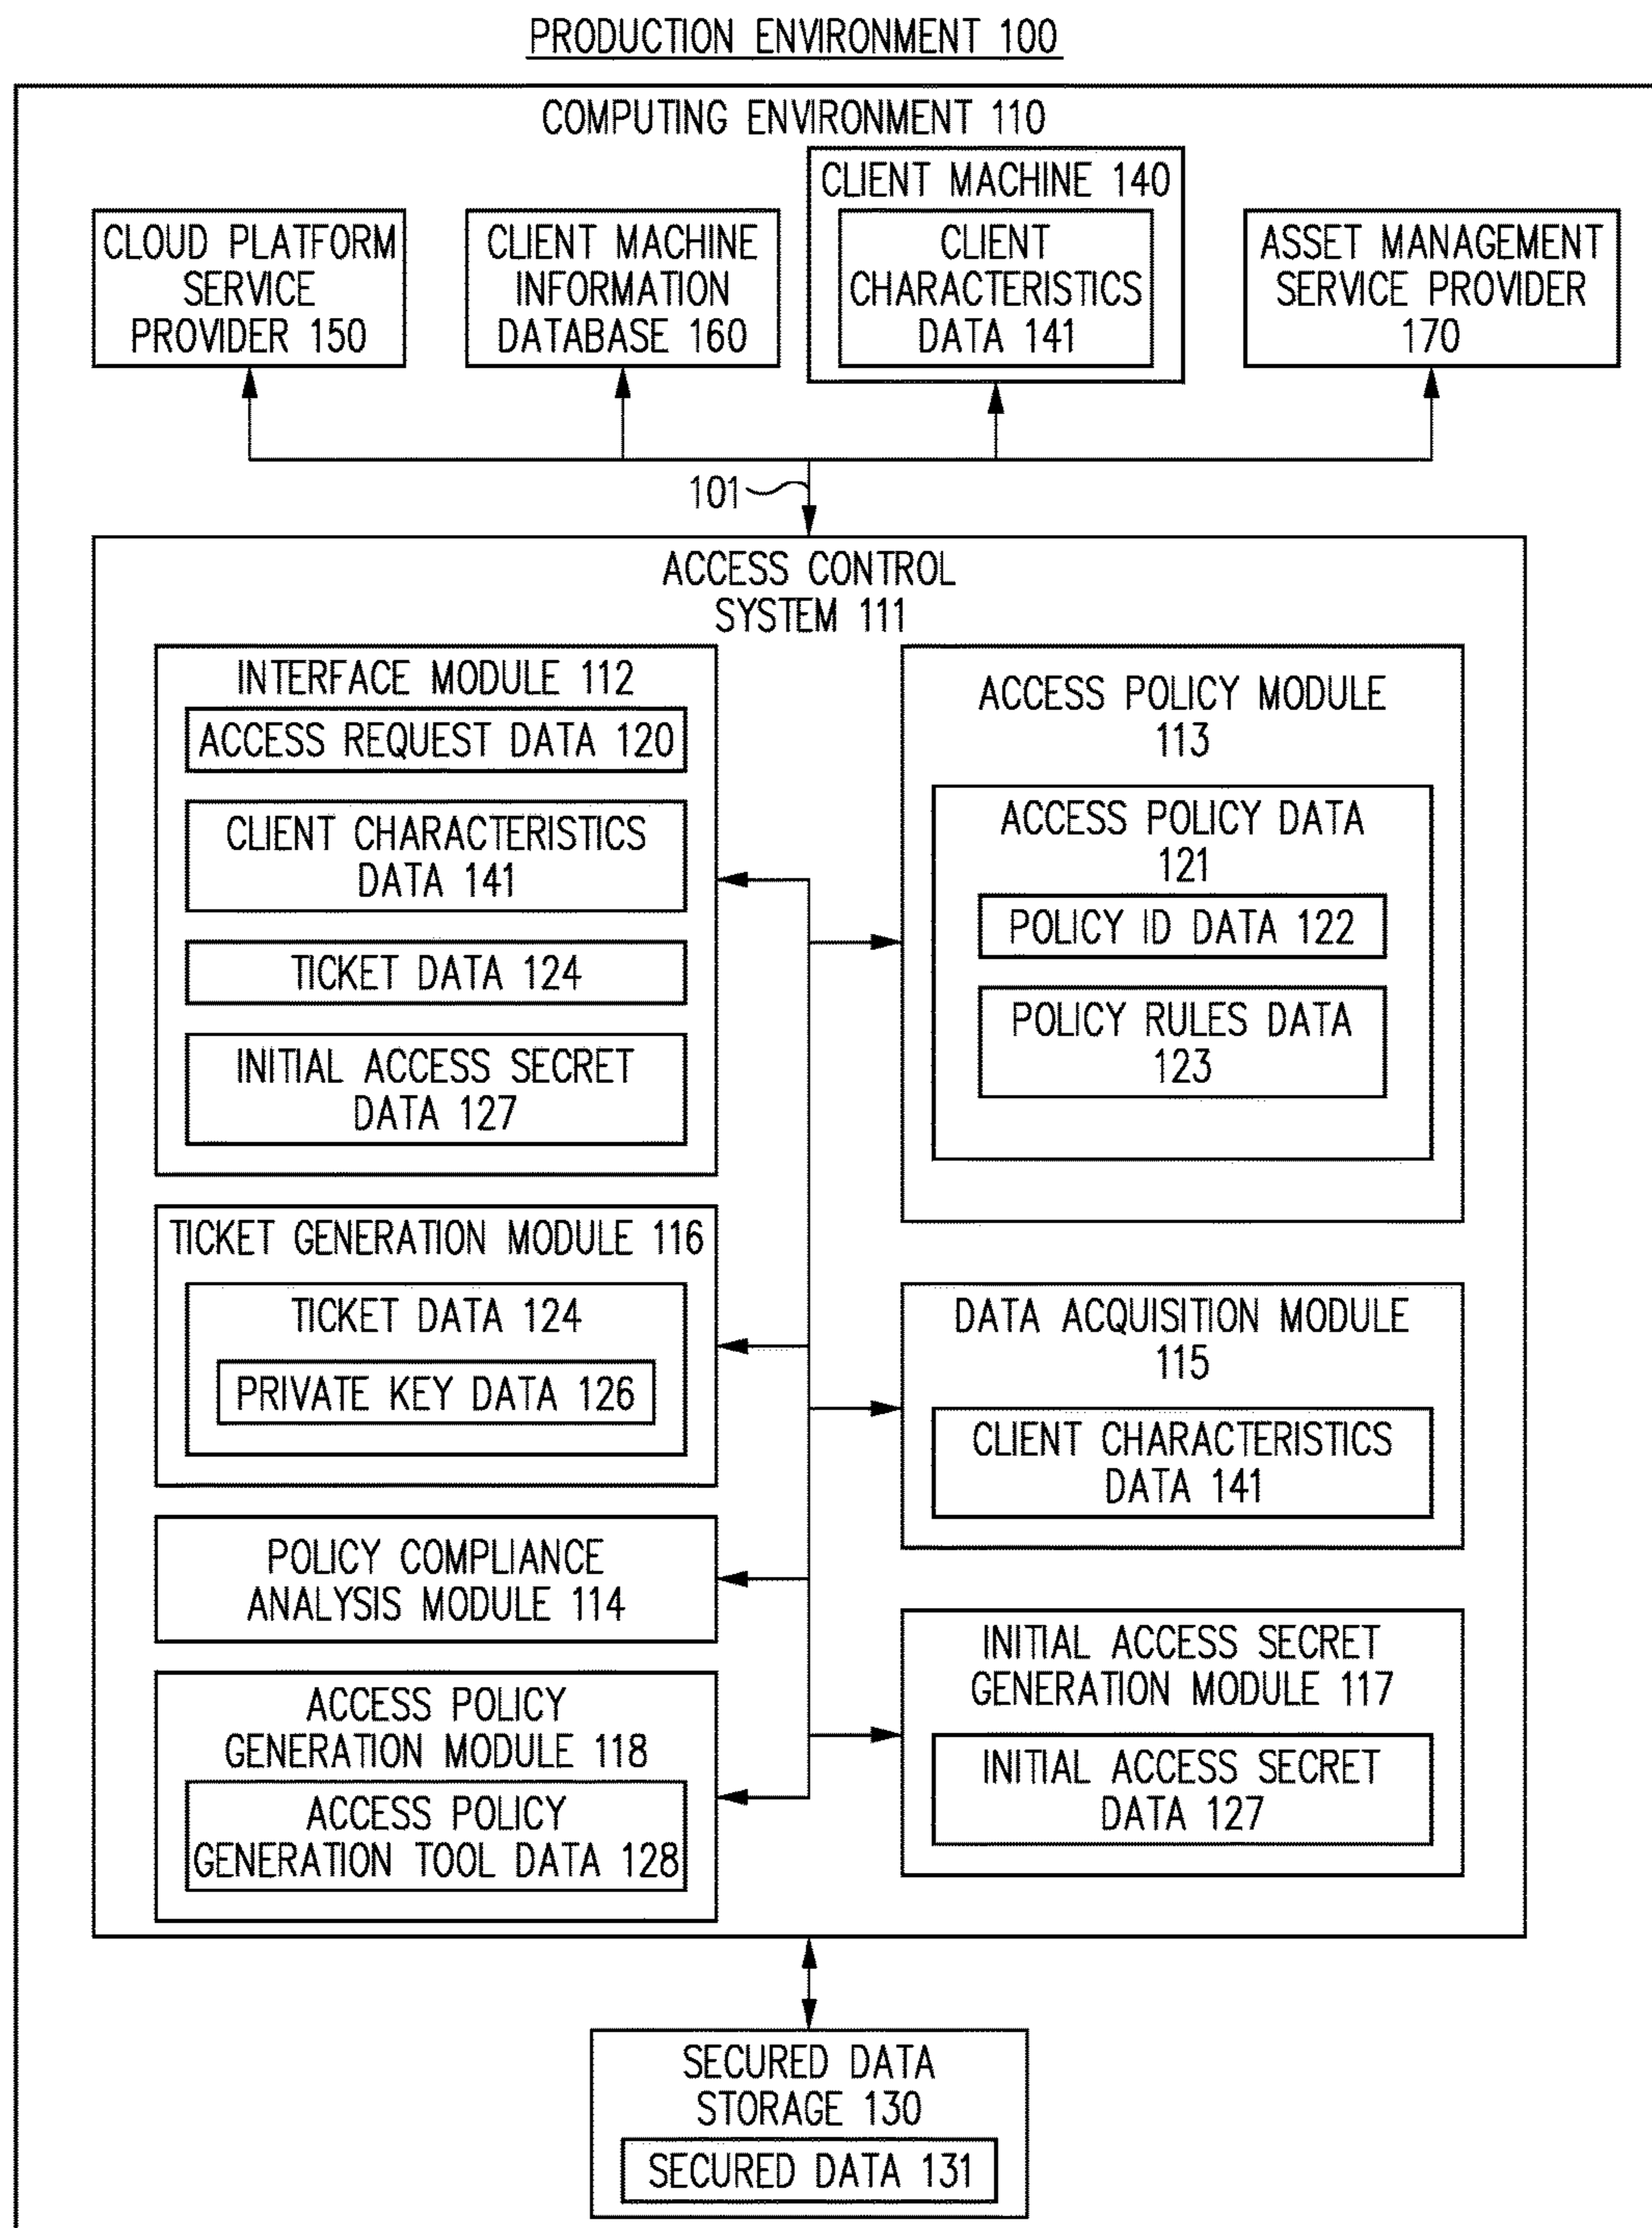 PRODUCTION ENVIRONMENT 100
COMPUTING ENVIRONMENT 110
CLOUD PLATFORM
SERVICE
PROVIDER 150
CLIENT MACHINE
INFORMATION
DATABASE 160
CLIENT MACHINE 140
CLIENT
CHARACTERISTICS
DATA 141
ASSET MANAGEMENT
SERVICE PROVIDER
170
101
ACCESS CONTROL
SYSTEM 111
INTERFACE MODULE 112
ACCESS REQUEST DATA 120
CLIENT CHARACTERISTICS
DATA 141
TICKET DATA 124
INITIAL ACCESS SECRET
DATA 127
ACCESS POLICY MODULE
113
ACCESS POLICY DATA
121
POLICY ID DATA 122
POLICY RULES DATA
123
TICKET GENERATION MODULE 116
TICKET DATA 124
PRIVATE KEY DATA 126
DATA ACQUISITION MODULE
115
CLIENT CHARACTERISTICS
DATA 141
POLICY COMPLIANCE
ANALYSIS MODULE 114
INITIAL ACCESS SECRET
GENERATION MODULE 117
INITIAL ACCESS SECRET
DATA 127
ACCESS POLICY
GENERATION MODULE 118
ACCESS POLICY
GENERATION TOOL DATA 128
SECURED DATA
STORAGE 130
SECURED DATA 131